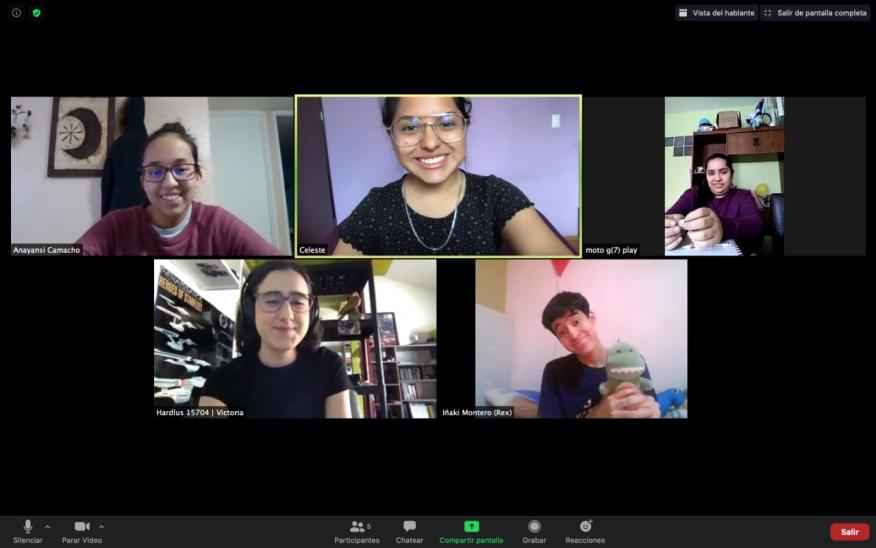 Vista del hablante
Salir de pantalla completa
Anayansi Camacho
Celeste
moto g(7) play
HEROES OF STARFLEET
Hardlus 15704 | Victoria
Iñaki Montero (Rex)
Silenciar
Parar Video
5
Participantes
Chatear
Compartir pantalla
Grabar
Reacciones
Salir